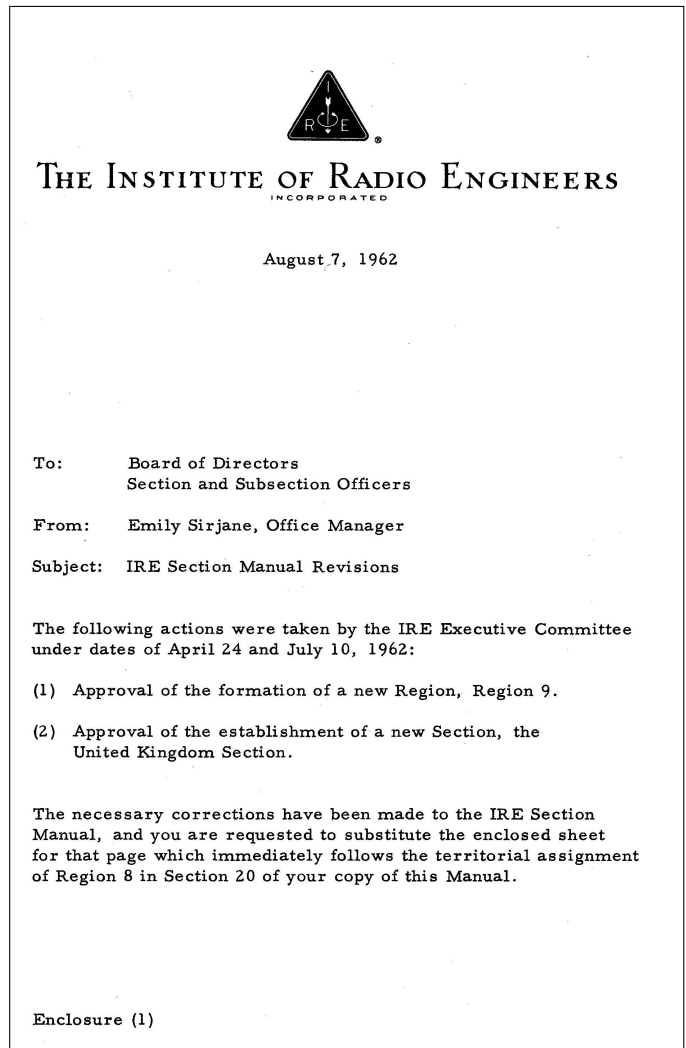 I
R E
®
THE INSTITUTE OF RADIO ENGINEERS
INCORPORATED
August 7, 1962
To: Board of Directors
Section and Subsection Officers
From: Emily Sirjane, Office Manager
Subject: IRE Section Manual Revisions
The following actions were taken by the IRE Executive Committee
under dates of April 24 and July 10, 1962:
(1) Approval of the formation of a new Region, Region 9.
(2) Approval of the establishment of a new Section, the
United Kingdom Section.
The necessary corrections have been made to the IRE Section
Manual, and you are requested to substitute the enclosed sheet
for that page which immediately follows the territorial assignment
of Region 8 in Section 20 of your copy of this Manual.
Enclosure (1)